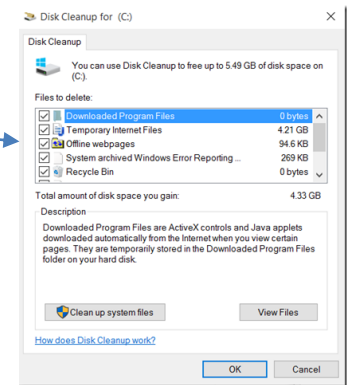 Disk Cleanup for (C:)
Disk Cleanup
You can use Disk Cleanup to free up to 5.49 GB of disk space on
(C:).
Files to delete:
Downloaded Program Files 0 bytes
Temporary Internet Files 4.21 GB
Offline webpages 94.6 KB
System archived Windows Error Reporting ... 269 KB
Recycle Bin 0 bytes
Total amount of disk space you gain: 4.33 GB
Description
Downloaded Program Files are ActiveX controls and Java applets
downloaded automatically from the Internet when you view certain
pages. They are temporarily stored in the Downloaded Program Files
folder on your hard disk.
Clean up system files View Files
How does Disk Cleanup work?
OK Cancel